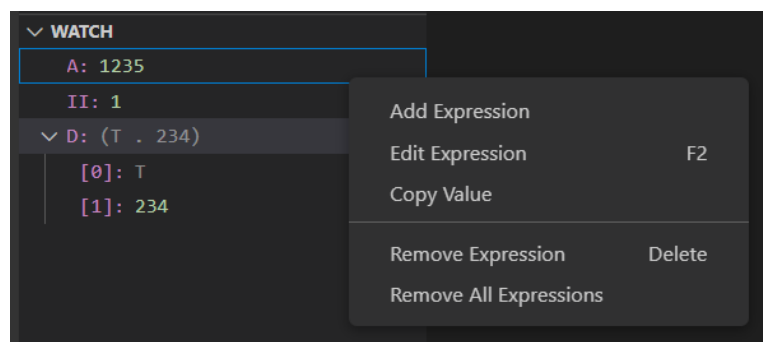 WATCH
A: 1235
II: 1
D: (T . 234)
[0]: T
[1]: 234
Add Expression
Edit Expression F2
Copy Value
Remove Expression Delete
Remove All Expressions